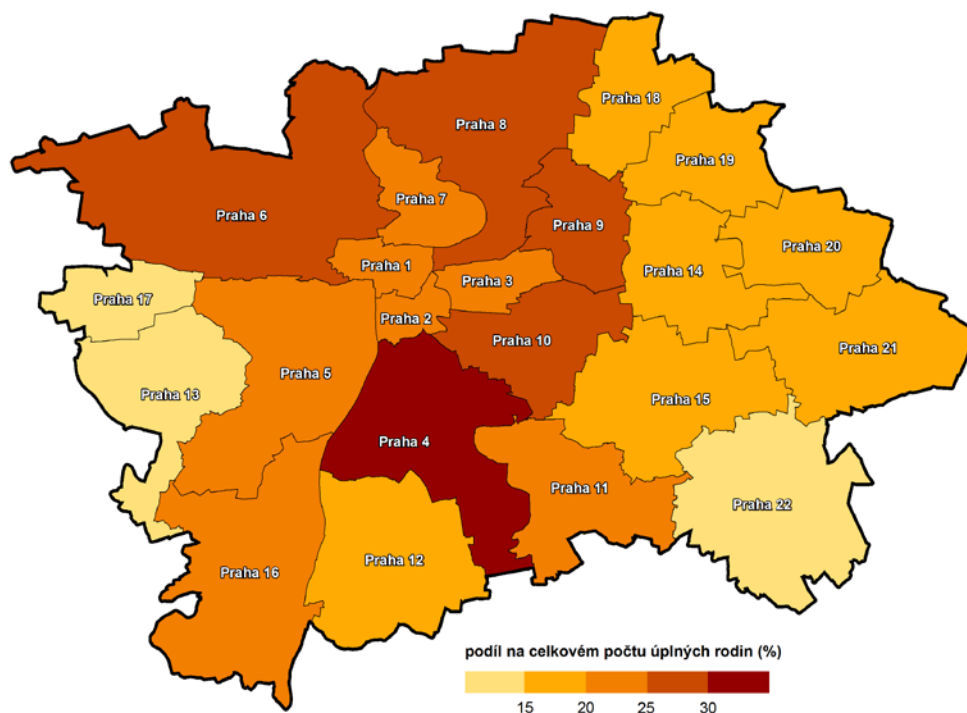 Praha 18
Praha 8
Praha 19
Praha 7
Praha 6
Praha 9
Praha 20
Praha 1
Praha 14
Praha 3
Praha 17
Praha 2
Praha 10
Praha 21
Praha 5
Praha 13
Praha 15
Praha 4
Praha 11
Praha 22
Praha 12
Praha 16
podíl na celkovém počtu úplných rodin (%)
15 20 25 30